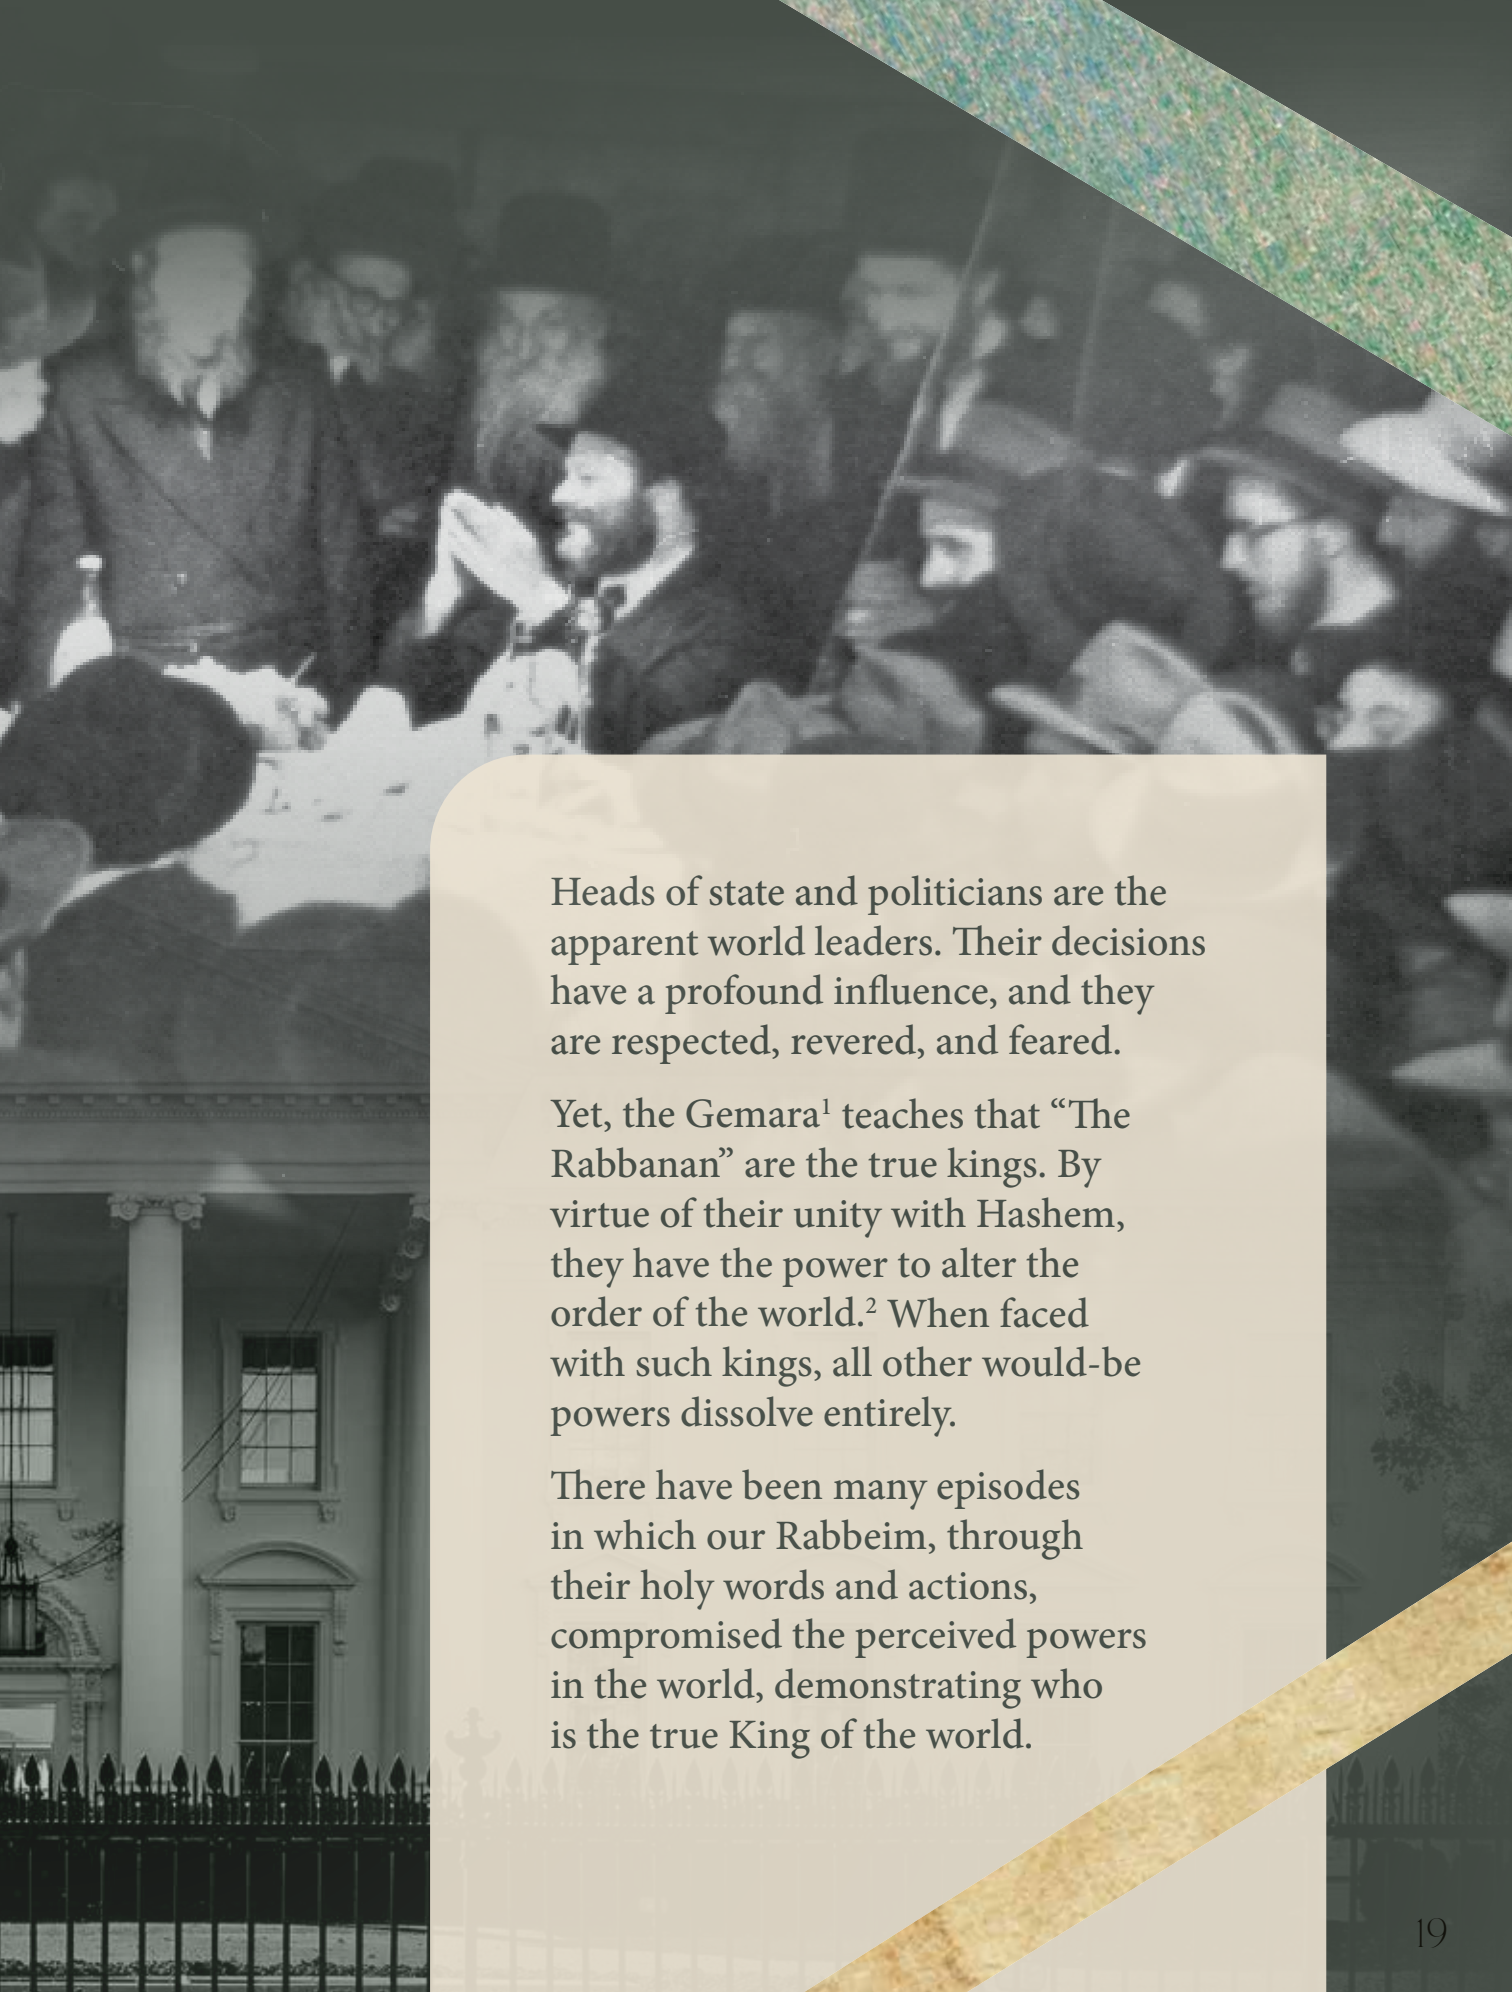 Heads of state and politicians are the
apparent world leaders. Their decisions
have a profound influence, and they
are respected, revered, and feared.
Yet, the Gemara¹ teaches that “The
Rabbanan” are the true kings. By
virtue of their unity with Hashem,
they have the power to alter the
order of the world.² When faced
with such kings, all other would-be
powers dissolve entirely.
There have been many episodes
in which our Rabbeim, through
their holy words and actions,
compromised the perceived powers
in the world, demonstrating who
is the true King of the world.
19